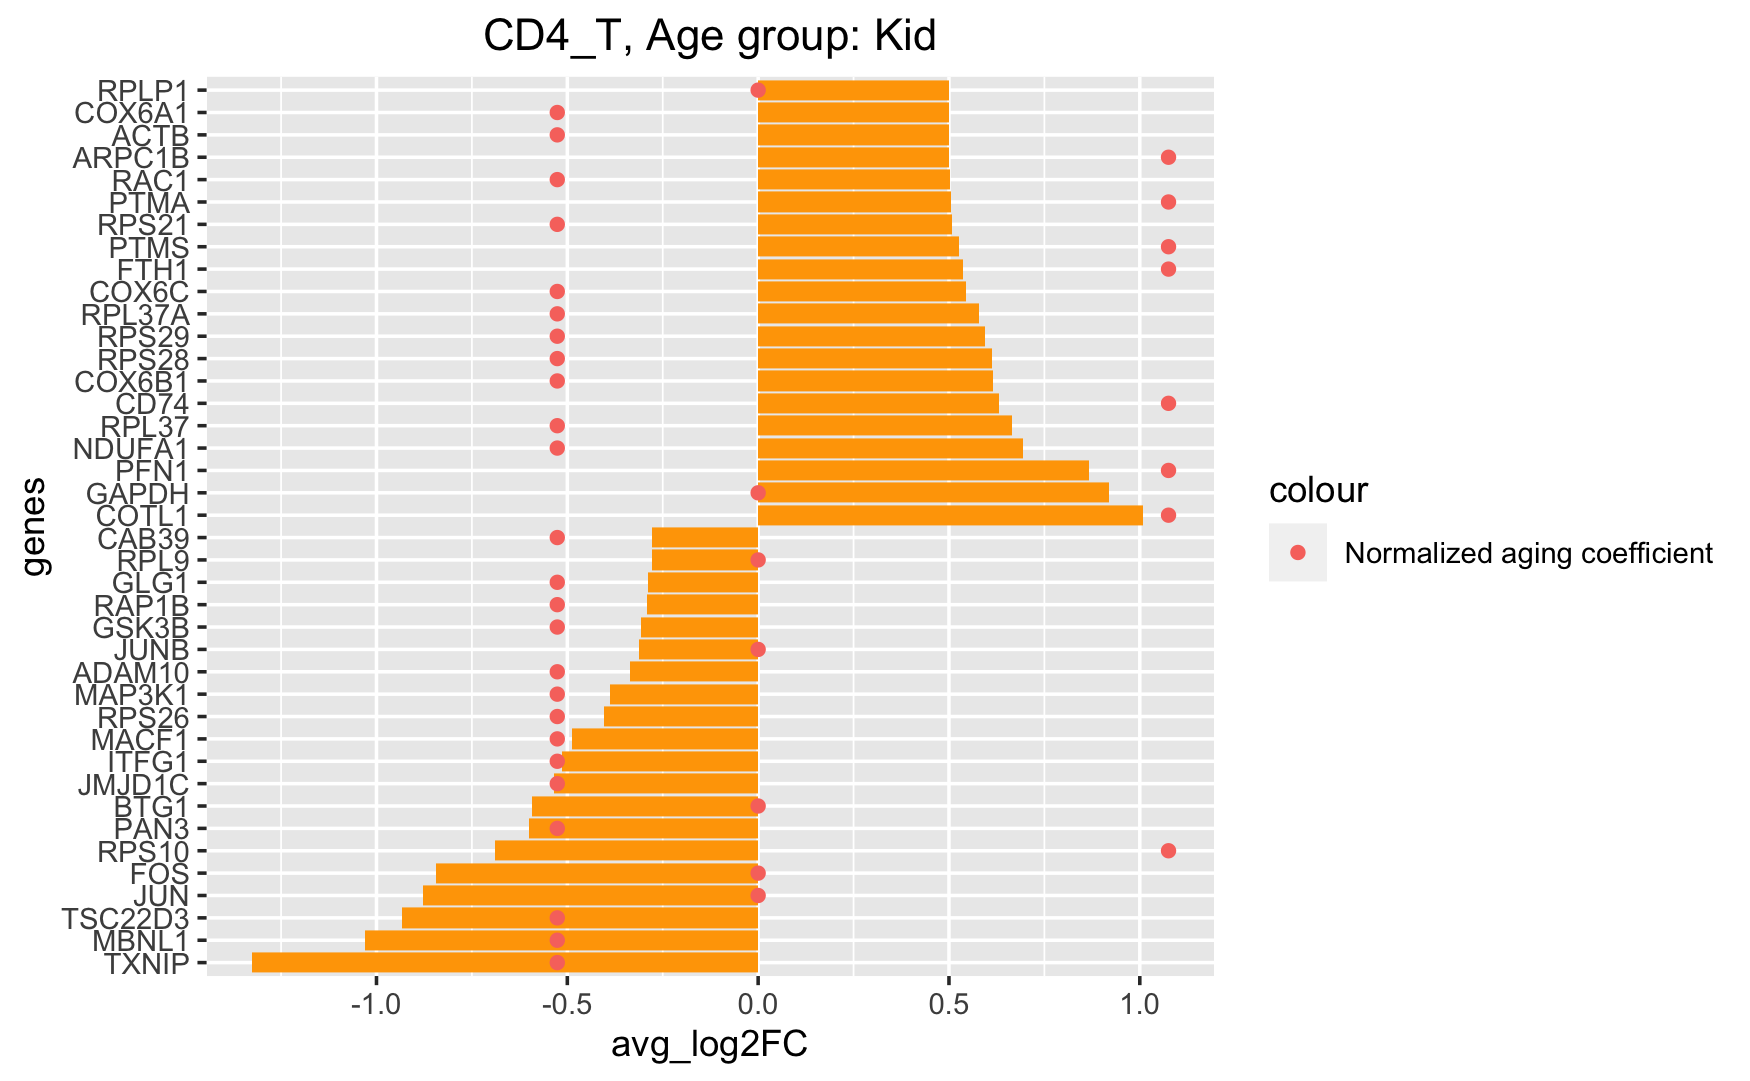 CD4_T, Age group: Kid
genes
RPLP1
COX6A1
ACTB
ARPC1B
RAC1
PTMA
RPS21
PTMS
FTH1
COX6C
RPL37A
RPS29
RPS28
COX6B1
CD74
RPL37
NDUFA1
PFN1
GAPDH
COTL1
CAB39
RPL9
GLG1
RAP1B
GSK3B
JUNB
ADAM10
MAP3K1
RPS26
MACF1
ITFG1
JMJD1C
BTG1
PAN3
RPS10
FOS
JUN
TSC22D3
MBNL1
TXNIP
-1.0 -0.5 0.0 0.5 1.0
avg_log2FC
colour
Normalized aging coefficient